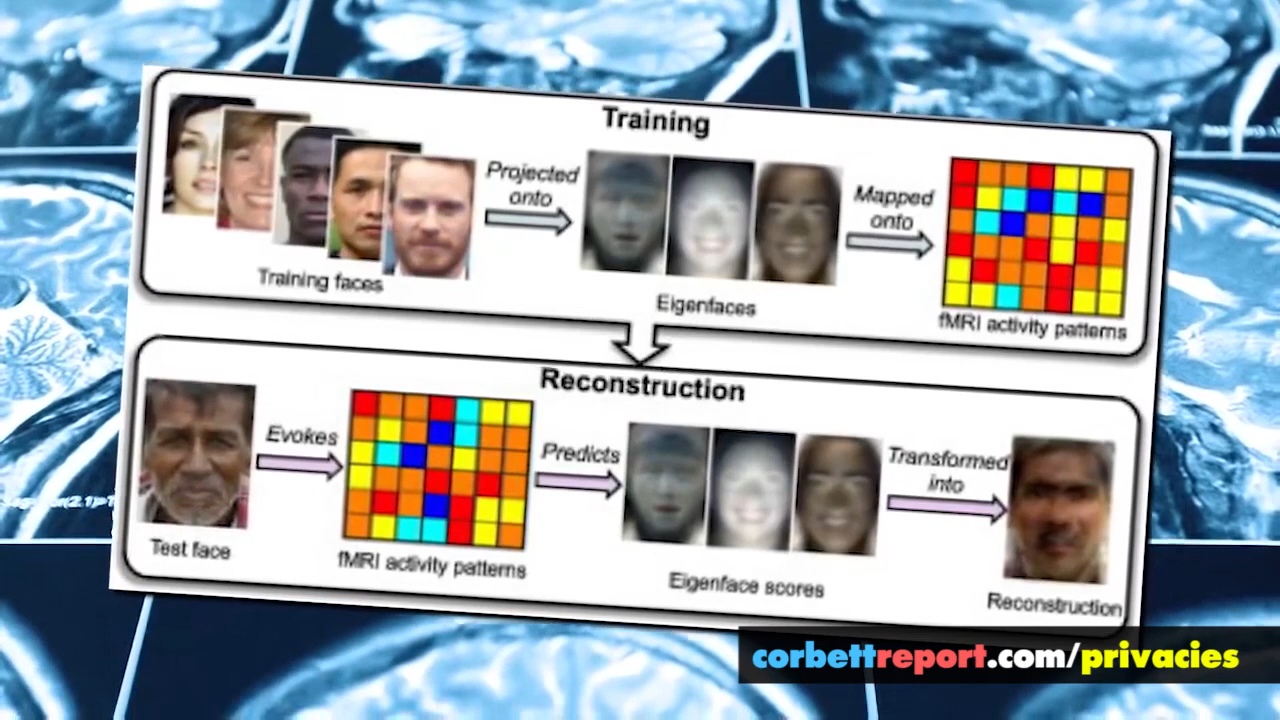 Training
Projected
onto
Mapped
onto
Training faces
Eigenfaces
fMRI activity patterns
Reconstruction
Evokes
Predicts
Transformed
into
Test face
fMRI activity patterns
Eigenface scores
Reconstruction
corbettreport.com/privacies